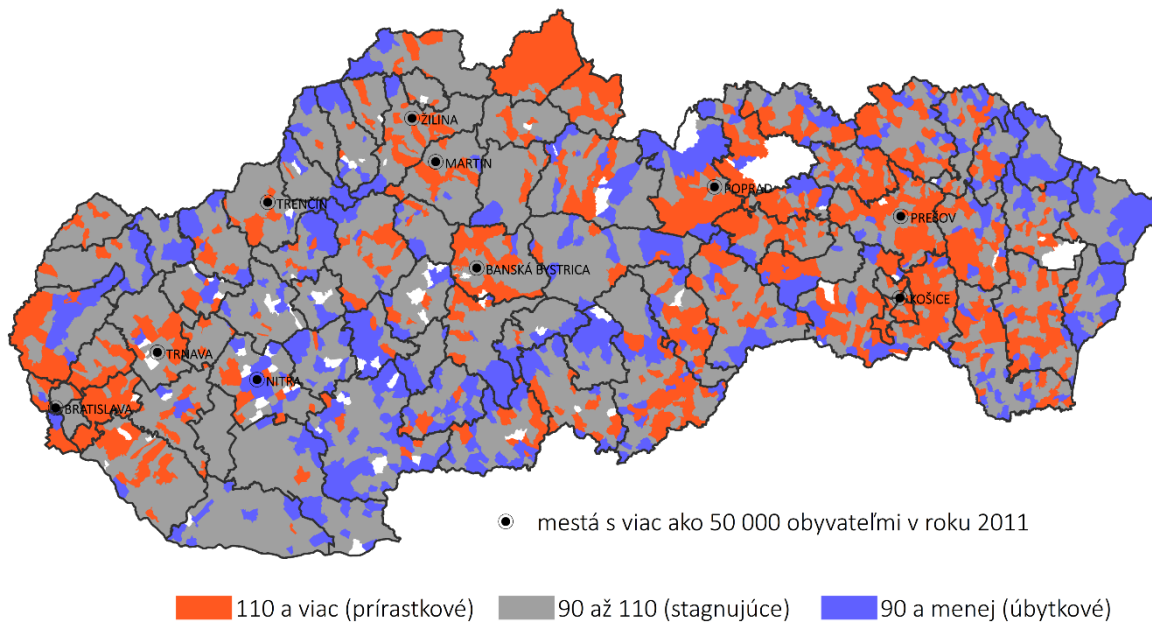 ŽILINA
MARTIN
POPRAD
TRENČÍN
PREŠOV
BANSKÁ BYSTRICA
KOŠICE
TRNAVA
NITRA
BRATISLAVA
mestá s viac ako 50 000 obyvateľmi v roku 2011
110 a viac (prírastkové) 90 až 110 (stagnujúce) 90 a menej (úbytkové)